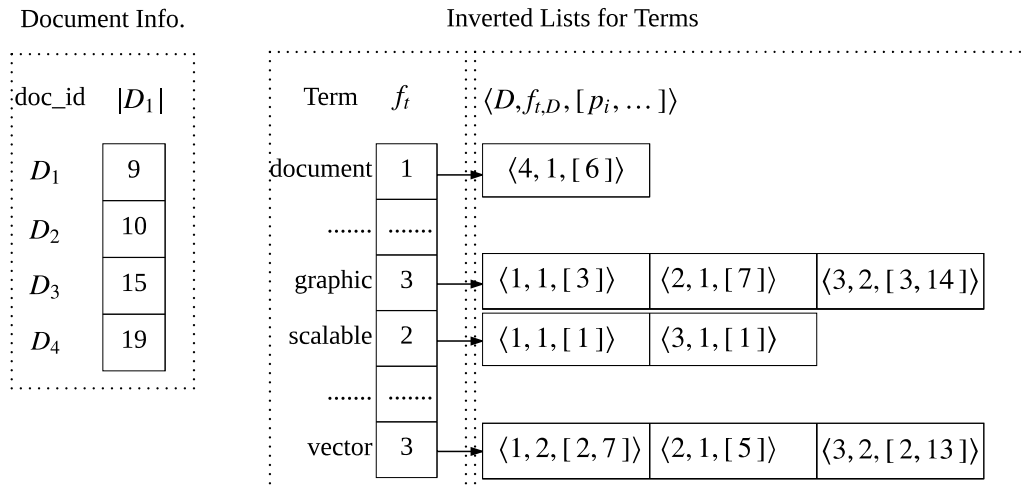 Document Info. Inverted Lists for Terms
doc_id |D₁| Term fₜ ⟨D, f_{t,D}, [ pᵢ, … ]⟩
D₁ 9 document 1 ⟨4, 1, [ 6 ]⟩
D₂ 10 ....... .......
D₃ 15 graphic 3 ⟨1, 1, [ 3 ]⟩ ⟨2, 1, [ 7 ]⟩ ⟨3, 2, [ 3, 14 ]⟩
D₄ 19 scalable 2 ⟨1, 1, [ 1 ]⟩ ⟨3, 1, [ 1 ]⟩
....... .......
vector 3 ⟨1, 2, [ 2, 7 ]⟩ ⟨2, 1, [ 5 ]⟩ ⟨3, 2, [ 2, 13 ]⟩